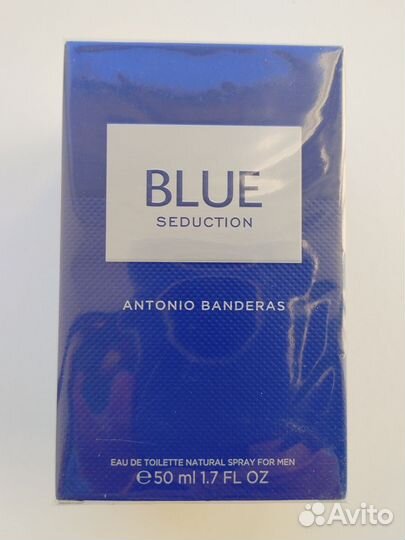 BLUE
SEDUCTION
ANTONIO BANDERAS
EAU DE TOILETTE NATURAL SPRAY FOR MEN
℮50 ml 1.7 FL OZ
Avito